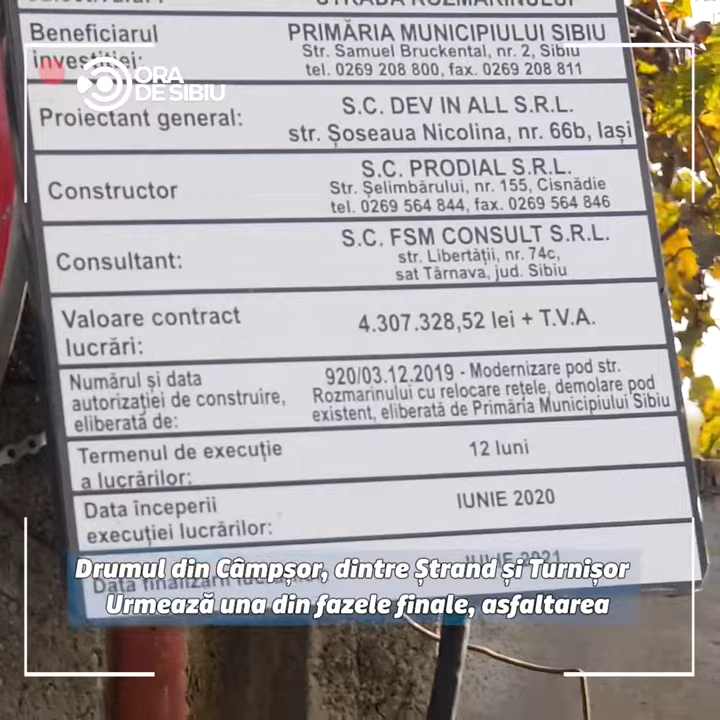 STRADA ROZMARINULUI
Beneficiarul investiției:
PRIMĂRIA MUNICIPIULUI SIBIU
Str. Samuel Bruckental, nr. 2, Sibiu
tel. 0269 208 800, fax. 0269 208 811
ORA
DE SIBIU
Proiectant general:
S.C. DEV IN ALL S.R.L.
str. Șoseaua Nicolina, nr. 66b, Iași
Constructor
S.C. PRODIAL S.R.L.
Str. Șelimbărului, nr. 155, Cisnădie
tel. 0269 564 844, fax. 0269 564 846
Consultant:
S.C. FSM CONSULT S.R.L.
str. Libertății, nr. 74c,
sat Târnava, jud. Sibiu
Valoare contract
lucrări:
4.307.328,52 lei + T.V.A.
Numărul și data
autorizației de construire,
eliberată de:
920/03.12.2019 - Modernizare pod str.
Rozmarinului cu relocare rețele, demolare pod
existent, eliberată de Primăria Municipiului Sibiu
Termenul de execuție
a lucrărilor:
12 luni
Data începerii
execuției lucrărilor:
IUNIE 2020
Data finalizării
2021
Drumul din Câmpșor, dintre Ștrand și Turnișor
Urmează una din fazele finale, asfaltarea